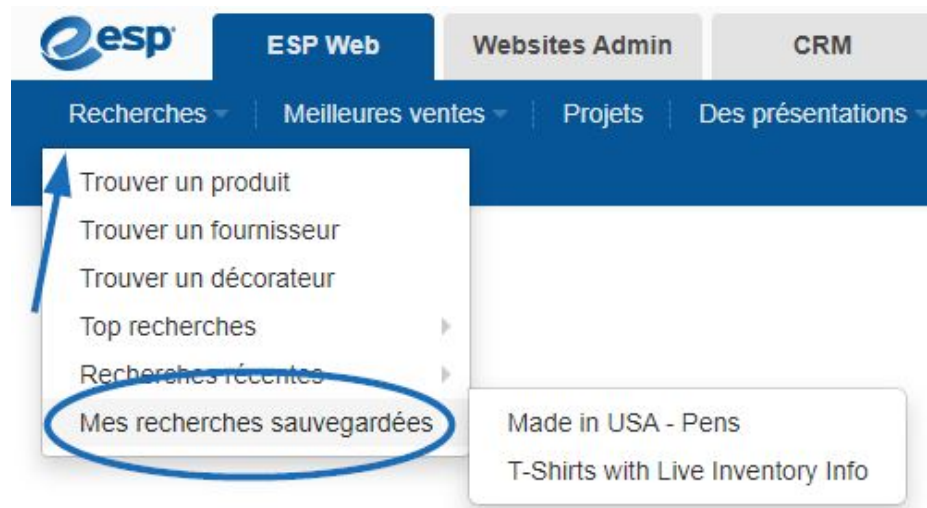 esp
ESP Web
Websites Admin
CRM
Recherches
Meilleures ventes
Projets
Des présentations
Trouver un produit
Trouver un fournisseur
Trouver un décorateur
Top recherches
Recherches récentes
Mes recherches sauvegardées
Made in USA - Pens
T-Shirts with Live Inventory Info